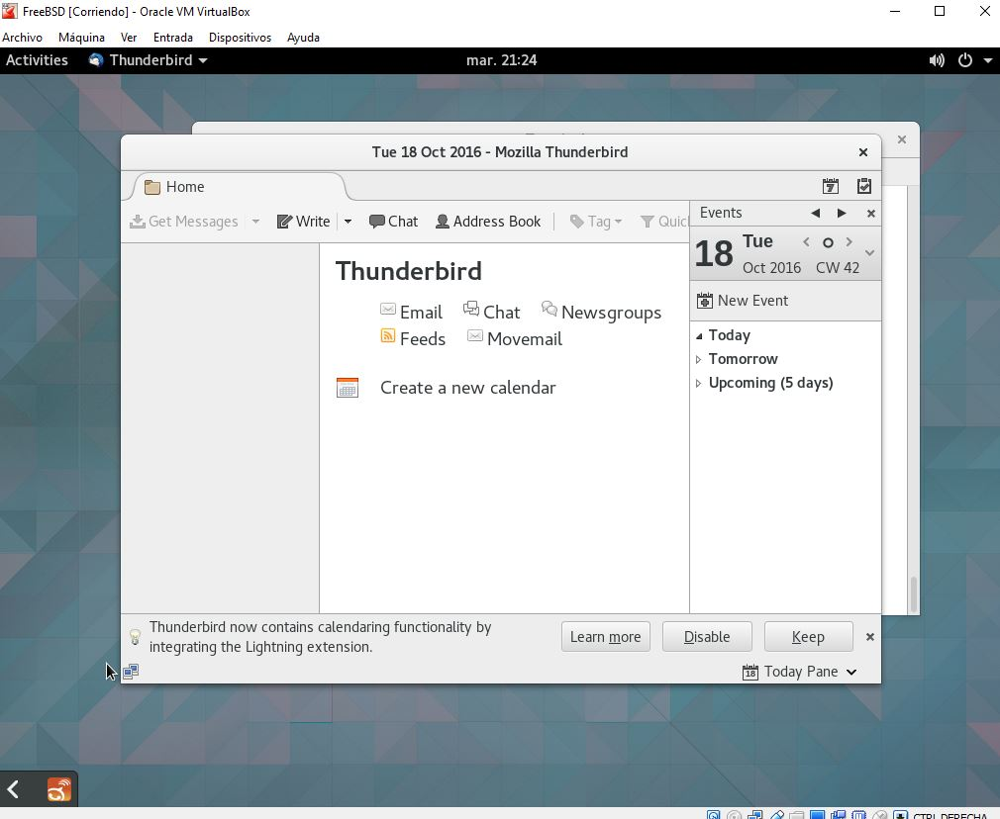 FreeBSD [Corriendo] - Oracle VM VirtualBox
Archivo Máquina Ver Entrada Dispositivos Ayuda
Activities Thunderbird mar. 21:24
Tue 18 Oct 2016 - Mozilla Thunderbird
Home
Get Messages Write Chat Address Book Tag Quic
Events
18 Tue
Oct 2016 CW 42
New Event
Thunderbird
Email Chat Newsgroups
Feeds Movemail
Create a new calendar
Today
Tomorrow
Upcoming (5 days)
Thunderbird now contains calendaring functionality by
integrating the Lightning extension.
Learn more Disable Keep
18 Today Pane
CTRL DERECHA